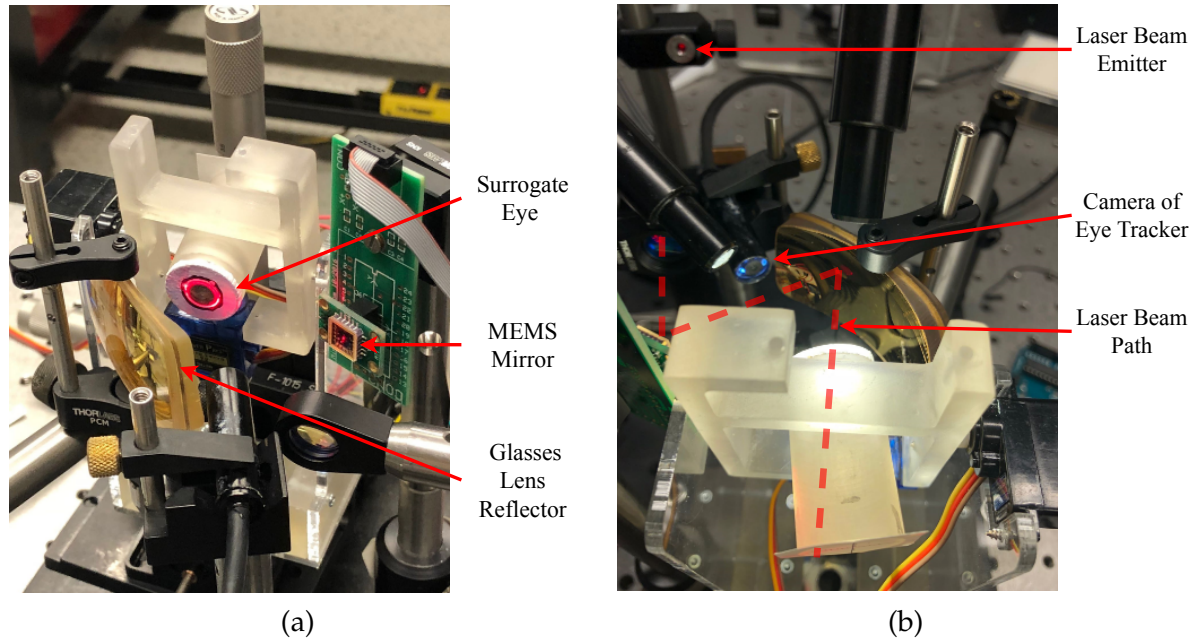 Surrogate
Eye
MEMS
Mirror
Glasses
Lens
Reflector
THORLABS
PCM
F-1015
(a)
Laser Beam
Emitter
Camera of
Eye Tracker
Laser Beam
Path
(b)